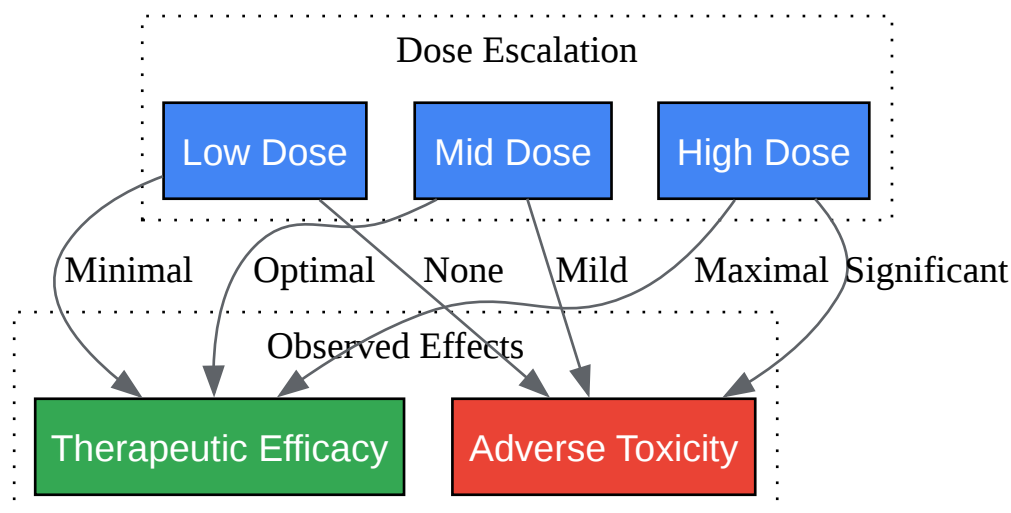 Dose Escalation
Low Dose
Mid Dose
High Dose
Minimal
Optimal
None
Mild
Maximal
Significant
Observed Effects
Therapeutic Efficacy
Adverse Toxicity